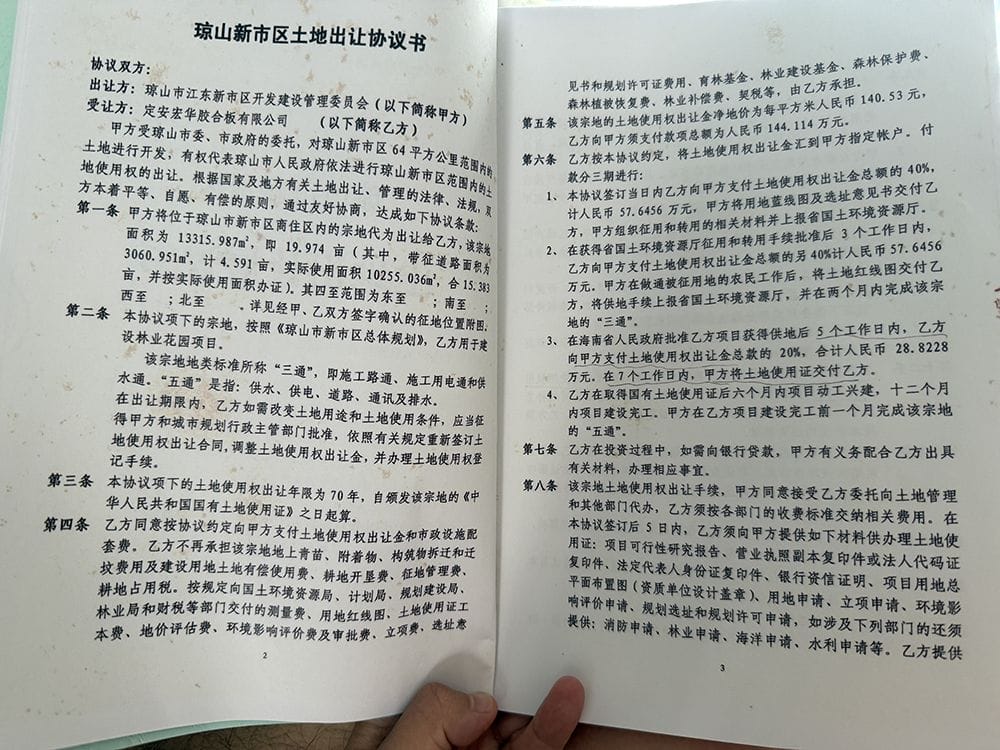 琼山新市区土地出让协议书
协议双方：
出让方：琼山市江东新市区开发建设管理委员会（以下简称甲方）
受让方：定安宏华胶合板有限公司　　（以下简称乙方）
甲方受琼山市委、市政府的委托，对琼山新市区 64 平方公里范围内的
土地进行开发，有权代表琼山市人民政府依法进行琼山新市区范围内的土
地使用权的出让。根据国家及地方有关土地出让、管理的法律、法规，双
方本着平等、自愿、有偿的原则，通过友好协商，达成如下协议条款：
第一条 甲方将位于琼山市新市区商住区内的宗地代为出让给乙方，该宗地
面积为 13315.987m²，即 19.974 亩（其中，带征道路面积为
3060.951m²，计 4.591 亩，实际使用面积 10255.036m²，合 15.383
亩，并按实际使用面积办证）。其四至范围为东至　　；南至　　；
西至　　；北至　　。详见经甲、乙双方签字确认的征地位置附图。
第二条 本协议项下的宗地，按照《琼山市新市区总体规划》，乙方用于建
设林业花园项目。
该宗地地类标准所称“三通”，即施工路通、施工用电通和供
水通。“五通”是指：供水、供电、道路、通讯及排水。
在出让期限内，乙方如需改变土地用途和土地使用条件，应当征
得甲方和城市规划行政主管部门批准，依照有关规定重新签订土
地使用权出让合同，调整土地使用权出让金，并办理土地使用权登
记手续。
第三条 本协议项下的土地使用权出让年限为 70 年，自颁发该宗地的《中
华人民共和国国有土地使用证》之日起算。
第四条 乙方同意按协议约定向甲方支付土地使用权出让金和市政设施配
套费。乙方不再承担该宗地地上青苗、附着物、构筑物拆迁和迁
坟费用及建设用地土地有偿使用费、耕地开垦费、征地管理费、
耕地占用税。按规定向国土环境资源局、计划局、规划建设局、
林业局和财税等部门交付的测量费、用地红线图、土地使用证工
本费、地价评估费、环境影响评价费及审批费、立项费、选址意
2
见书和规划许可证费用、育林基金、林业建设基金、森林保护费、
森林植被恢复费、林业补偿费、契税等，由乙方承担。
第五条 该宗地的土地使用权出让金净地价为每平方米人民币 140.53 元，
乙方向甲方须支付款项总额为人民币 144.114 万元。
第六条 乙方按本协议约定，将土地使用权出让金汇到甲方指定帐户。付
款分三期进行：
1、本协议签订当日内乙方向甲方支付土地使用权出让金总额的 40%，
计人民币 57.6456 万元，甲方将用地蓝线图及选址意见书交付乙
方，甲方组织征用和转用的相关材料并上报省国土环境资源厅。
2、在获得省国土环境资源厅征用和转用手续批准后 3 个工作日内，
乙方向甲方支付土地使用权出让金总额的另 40%计人民币 57.6456
万元。甲方在做通被征用地的农民工作后，将土地红线图交付乙
方，将供地手续上报省国土环境资源厅，并在两个月内完成该宗
地的“三通”。
3、在海南省人民政府批准乙方项目获得供地后 5 个工作日内，乙方
向甲方支付土地使用权出让金总款的 20%，合计人民币 28.8228
万元。在 7 个工作日内，甲方将土地使用证交付乙方。
4、乙方在取得国有土地使用证后六个月内项目动工兴建，十二个月
内项目建设完工。甲方在乙方项目建设完工前一个月完成该宗地
的“五通”。
第七条 乙方在投资过程中，如需向银行贷款，甲方有义务配合乙方出具
有关材料，办理相应事宜。
第八条 该宗地土地使用权出让手续，甲方同意接受乙方委托向土地管理
和其他部门代办，乙方须按各部门的收费标准交纳相关费用。在
本协议签订后 5 日内，乙方须向甲方提供如下材料供办理土地使
用证：项目可行性研究报告、营业执照副本复印件或法人代码证
复印件、法定代表人身份证复印件、银行资信证明、项目用地总
平面布置图（资质单位设计盖章）、用地申请、立项申请、环境影
响评价申请、规划选址和规划许可申请，如涉及下列部门的还须
提供：消防申请、林业申请、海洋申请、水利申请等。乙方提供
3